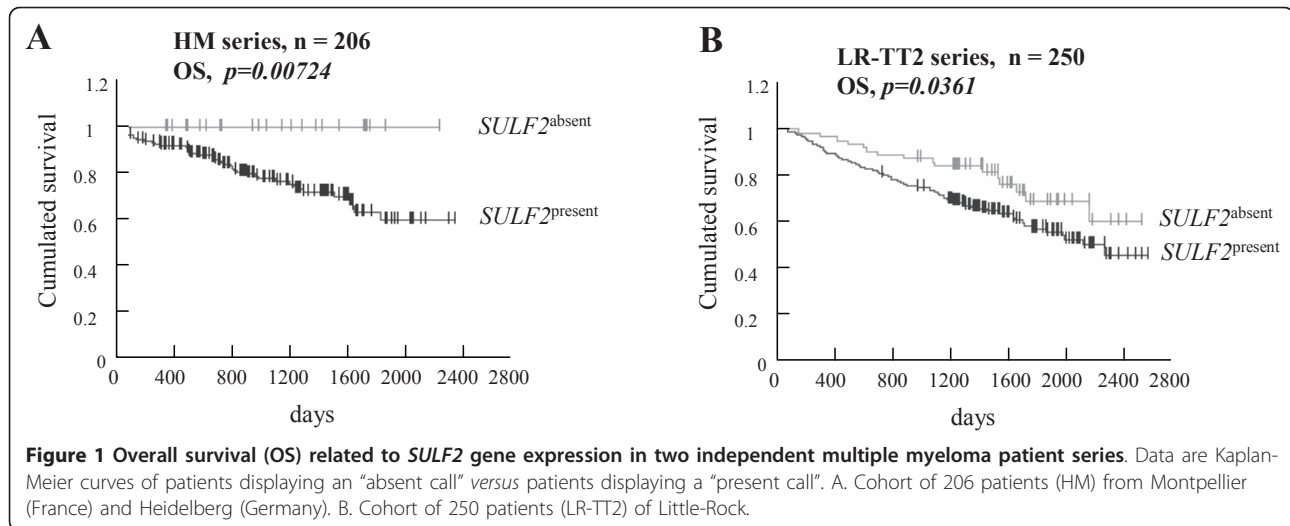 A
HM series, n = 206
OS, p=0.00724
1.2
1
0.8
0.6
0.4
0.2
0
Cumulated survival
SULF2absent
SULF2present
0 400 800 1200 1600 2000 2400 2800
days
B
LR-TT2 series, n = 250
OS, p=0.0361
1.2
1
0.8
0.6
0.4
0.2
0
Cumulated survival
SULF2absent
SULF2present
0 400 800 1200 1600 2000 2400 2800
days
Figure 1 Overall survival (OS) related to SULF2 gene expression in two independent multiple myeloma patient series. Data are Kaplan-
Meier curves of patients displaying an “absent call” versus patients displaying a “present call”. A. Cohort of 206 patients (HM) from Montpellier
(France) and Heidelberg (Germany). B. Cohort of 250 patients (LR-TT2) of Little-Rock.